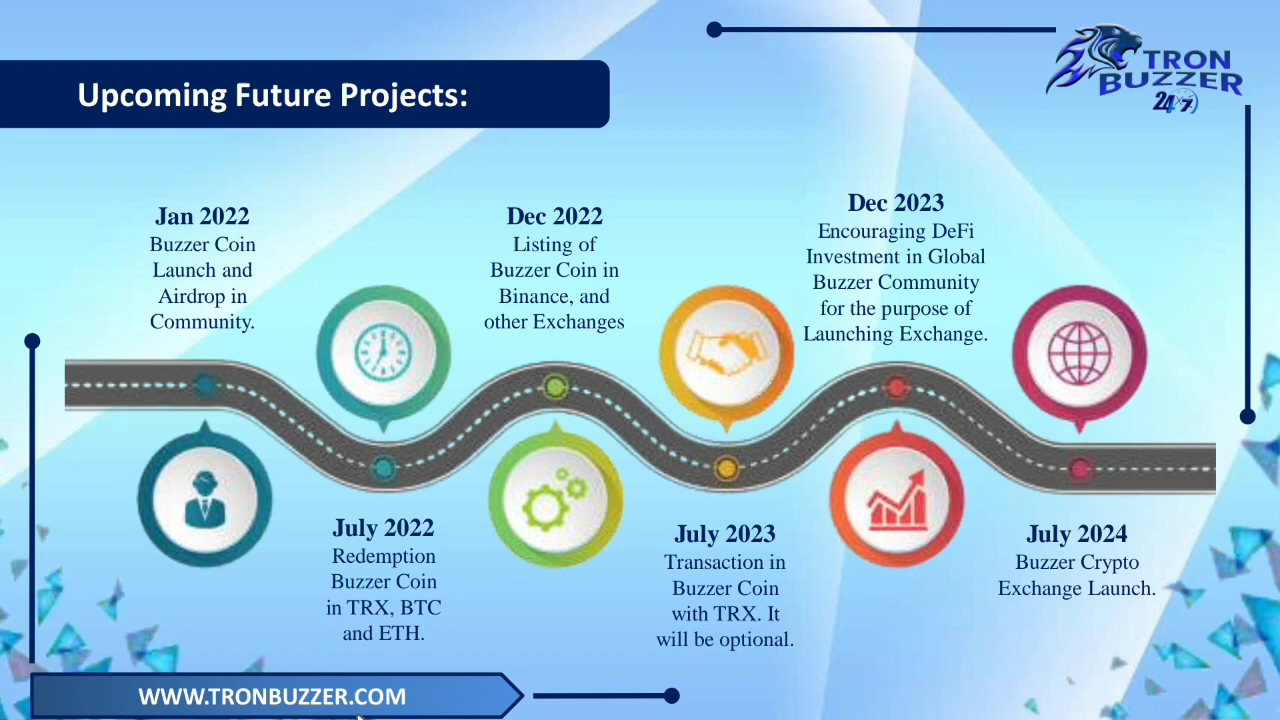 TRON
BUZZER
24x7
Upcoming Future Projects:
Jan 2022
Buzzer Coin
Launch and
Airdrop in
Community.
July 2022
Redemption
Buzzer Coin
in TRX, BTC
and ETH.
Dec 2022
Listing of
Buzzer Coin in
Binance, and
other Exchanges
July 2023
Transaction in
Buzzer Coin
with TRX. It
will be optional.
Dec 2023
Encouraging DeFi
Investment in Global
Buzzer Community
for the purpose of
Launching Exchange.
July 2024
Buzzer Crypto
Exchange Launch.
WWW.TRONBUZZER.COM